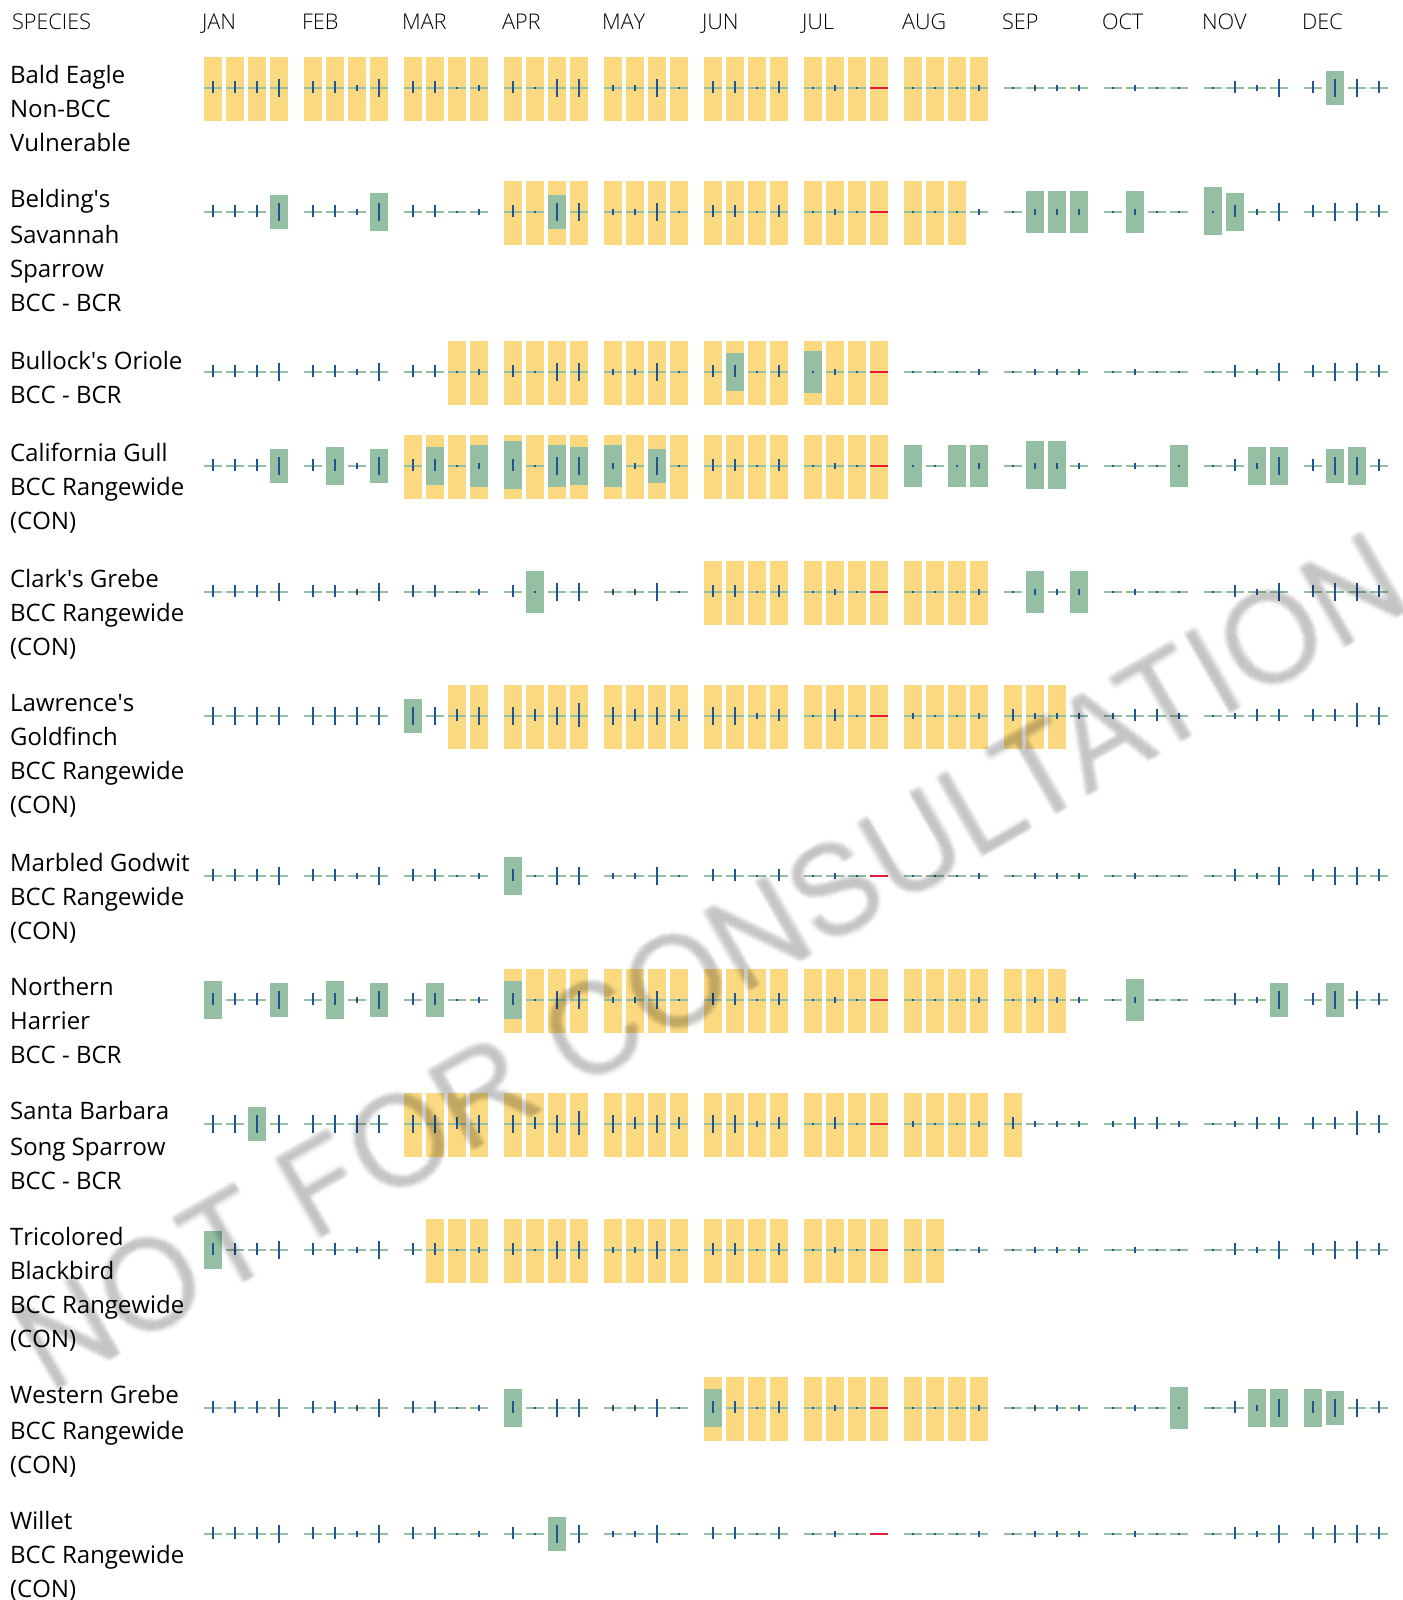 SPECIES JAN FEB MAR APR MAY JUN JUL AUG SEP OCT NOV DEC
Bald Eagle
Non-BCC
Vulnerable
Belding's
Savannah
Sparrow
BCC - BCR
Bullock's Oriole
BCC - BCR
California Gull
BCC Rangewide
(CON)
Clark's Grebe
BCC Rangewide
(CON)
Lawrence's
Goldfinch
BCC Rangewide
(CON)
Marbled Godwit
BCC Rangewide
(CON)
Northern
Harrier
BCC - BCR
Santa Barbara
Song Sparrow
BCC - BCR
Tricolored
Blackbird
BCC Rangewide
(CON)
Western Grebe
BCC Rangewide
(CON)
Willet
BCC Rangewide
(CON)
NOT FOR CONSULTATION